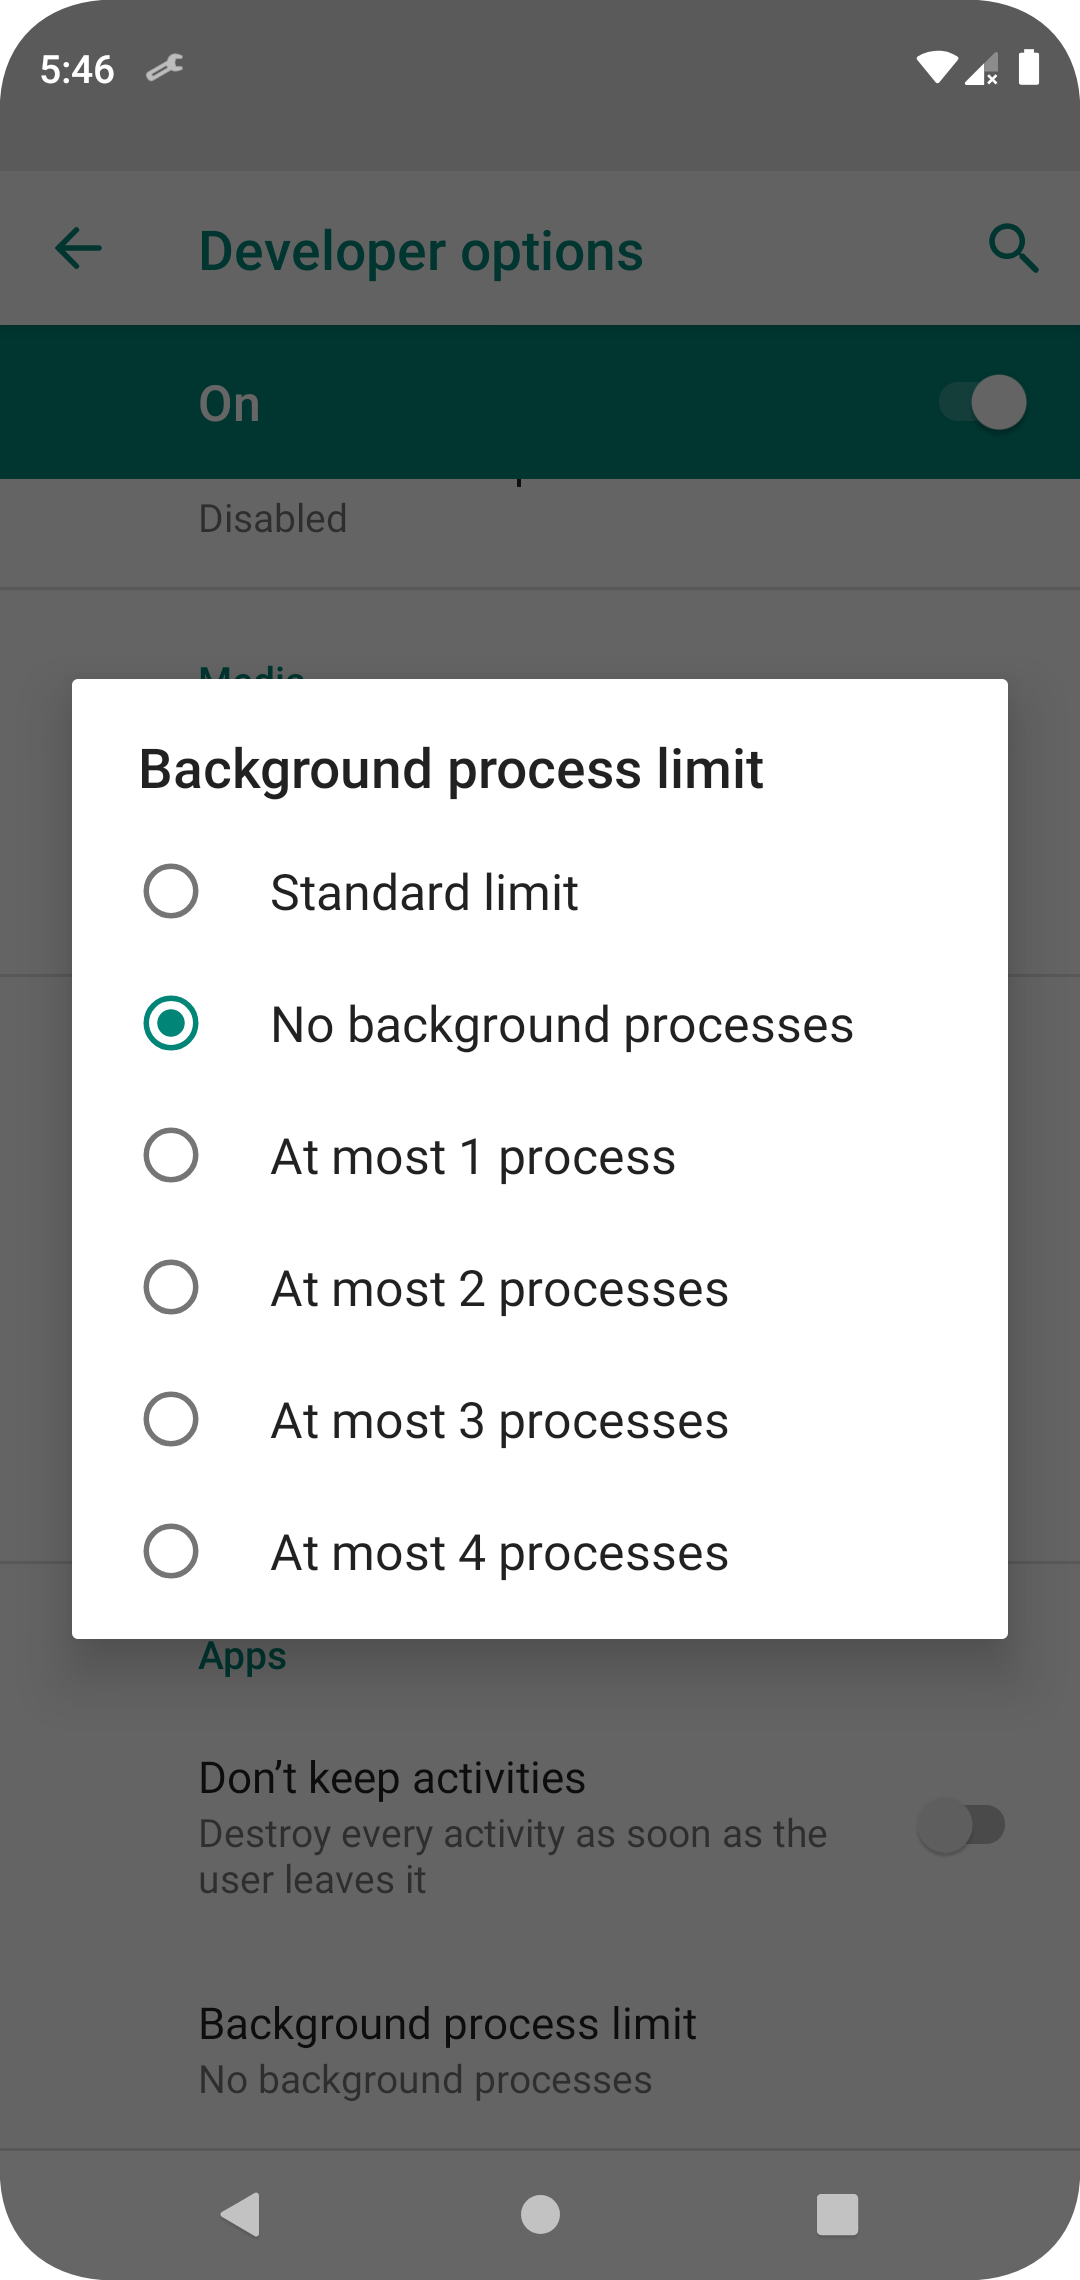 5:46
Developer options
On
Disabled
Media
Background process limit
Standard limit
No background processes
At most 1 process
At most 2 processes
At most 3 processes
At most 4 processes
Apps
Don’t keep activities
Destroy every activity as soon as the
user leaves it
Background process limit
No background processes